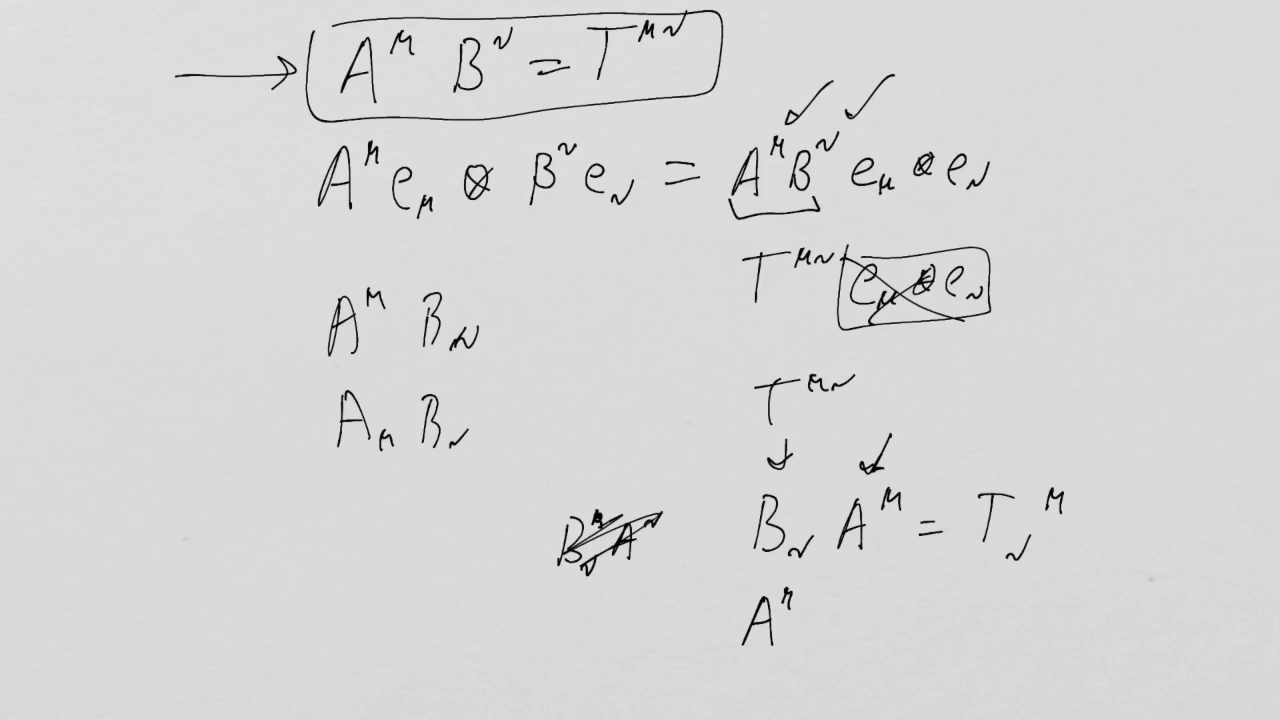 → A^μ B^ν = T^μν
A^μ e_μ ⊗ B^ν e_ν = A^μ B^ν e_μ ⊗ e_ν
T^μν e_μ ⊗ e_ν
A^μ B_ν
T^μν
A_μ B_ν
B_ν A^μ = T_ν^μ
A^μ